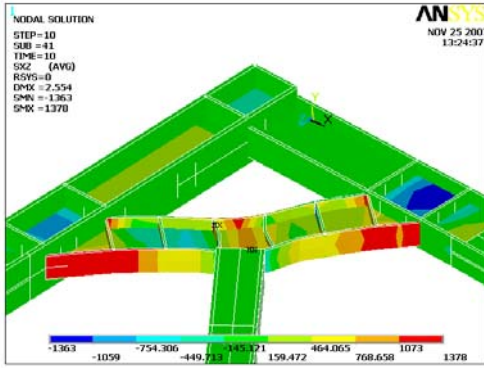 1
NODAL SOLUTION
STEP=10
SUB =41
TIME=10
SXZ (AVG)
RSYS=0
DMX =2.554
SMN =-1363
SMX =1378
ANSYS
NOV 25 200
13:24:37
Y
X
MX
-1363 -754.306 -145.121 464.065 1073
-1059 -449.713 159.472 768.658 1378